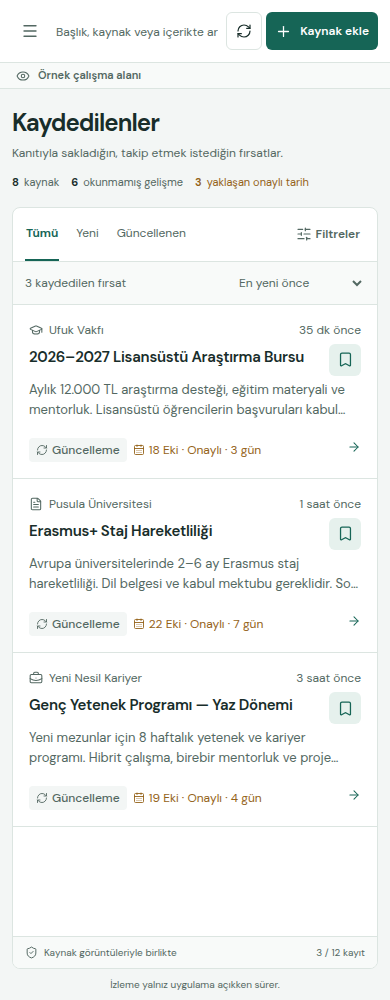 Başlık, kaynak veya içerikte ar
Kaynak ekle
Örnek çalışma alanı
Kaydedilenler
Kanıtıyla sakladığın, takip etmek istediğin fırsatlar.
8 kaynak 6 okunmamış gelişme 3 yaklaşan onaylı tarih
Tümü Yeni Güncellenen Filtreler
3 kaydedilen fırsat En yeni önce
Ufuk Vakfı 35 dk önce
2026–2027 Lisansüstü Araştırma Bursu
Aylık 12.000 TL araştırma desteği, eğitim materyali ve
mentorluk. Lisansüstü öğrencilerin başvuruları kabul…
Güncelleme 18 Eki · Onaylı · 3 gün
Pusula Üniversitesi 1 saat önce
Erasmus+ Staj Hareketliliği
Avrupa üniversitelerinde 2–6 ay Erasmus staj
hareketliliği. Dil belgesi ve kabul mektubu gereklidir. So…
Güncelleme 22 Eki · Onaylı · 7 gün
Yeni Nesil Kariyer 3 saat önce
Genç Yetenek Programı — Yaz Dönemi
Yeni mezunlar için 8 haftalık yetenek ve kariyer
programı. Hibrit çalışma, birebir mentorluk ve proje…
Güncelleme 19 Eki · Onaylı · 4 gün
Kaynak görüntüleriyle birlikte 3 / 12 kayıt
İzleme yalnız uygulama açıkken sürer.